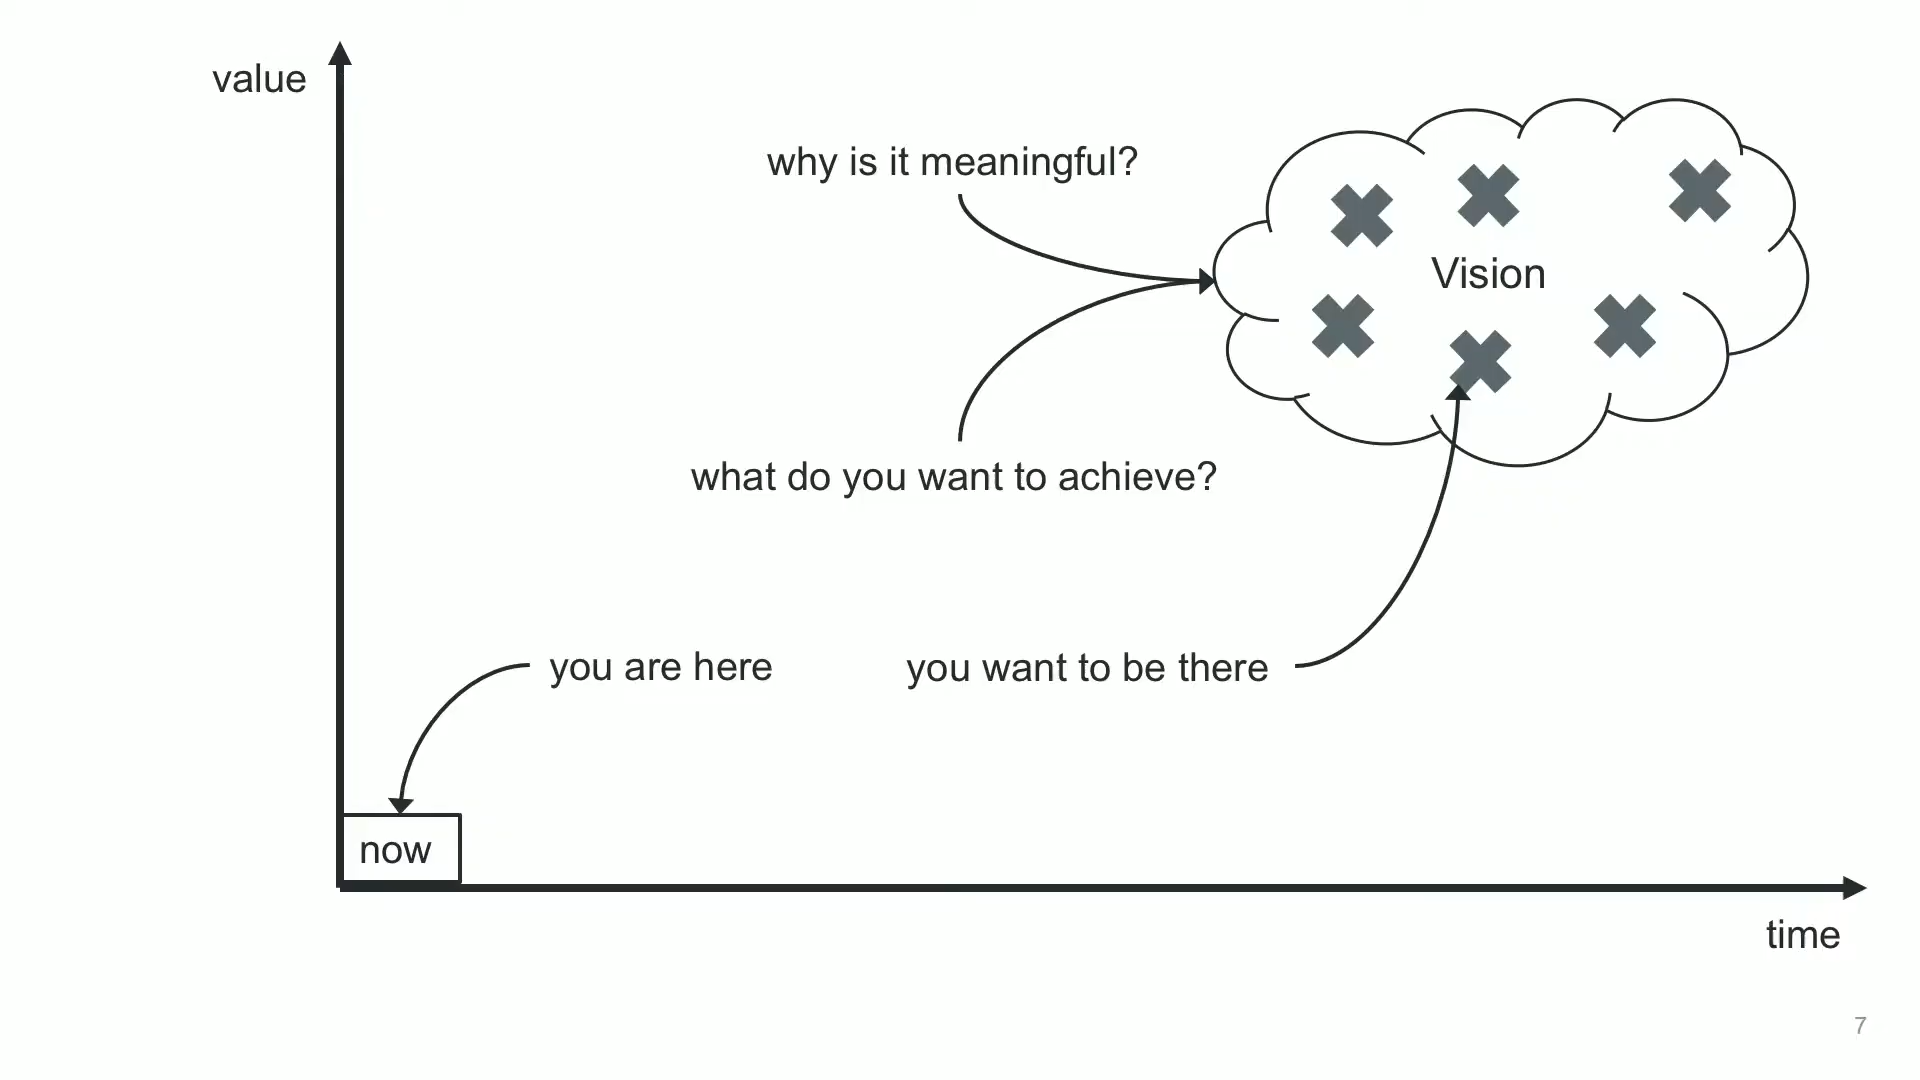 value
why is it meaningful?
Vision
what do you want to achieve?
you are here
you want to be there
now
time
7